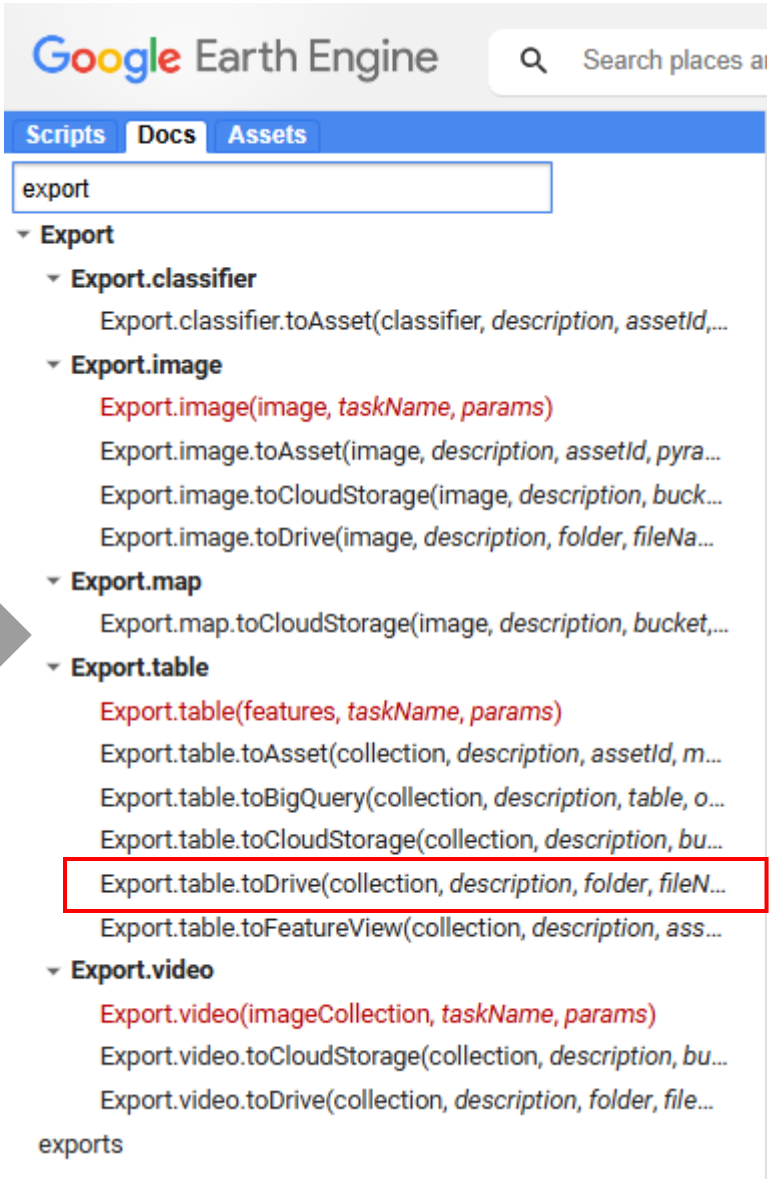 Google Earth Engine
Search places a
Scripts Docs Assets
export
Export
Export.classifier
Export.classifier.toAsset(classifier, description, assetId,...
Export.image
Export.image(image, taskName, params)
Export.image.toAsset(image, description, assetId, pyra...
Export.image.toCloudStorage(image, description, buck...
Export.image.toDrive(image, description, folder, fileNa...
Export.map
Export.map.toCloudStorage(image, description, bucket,...
Export.table
Export.table(features, taskName, params)
Export.table.toAsset(collection, description, assetId, m...
Export.table.toBigQuery(collection, description, table, o...
Export.table.toCloudStorage(collection, description, bu...
Export.table.toDrive(collection, description, folder, fileN...
Export.table.toFeatureView(collection, description, ass...
Export.video
Export.video(imageCollection, taskName, params)
Export.video.toCloudStorage(collection, description, bu...
Export.video.toDrive(collection, description, folder, file...
exports